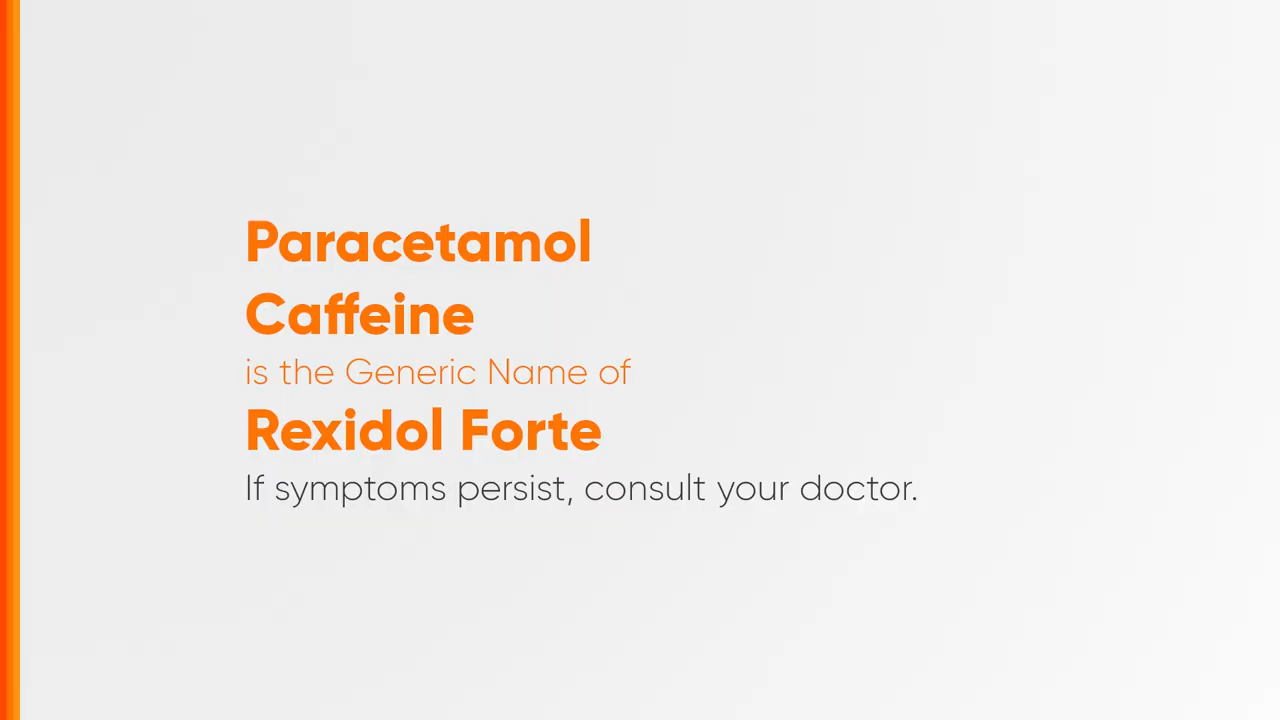 Paracetamol
Caffeine
is the Generic Name of
Rexidol Forte
If symptoms persist, consult your doctor.